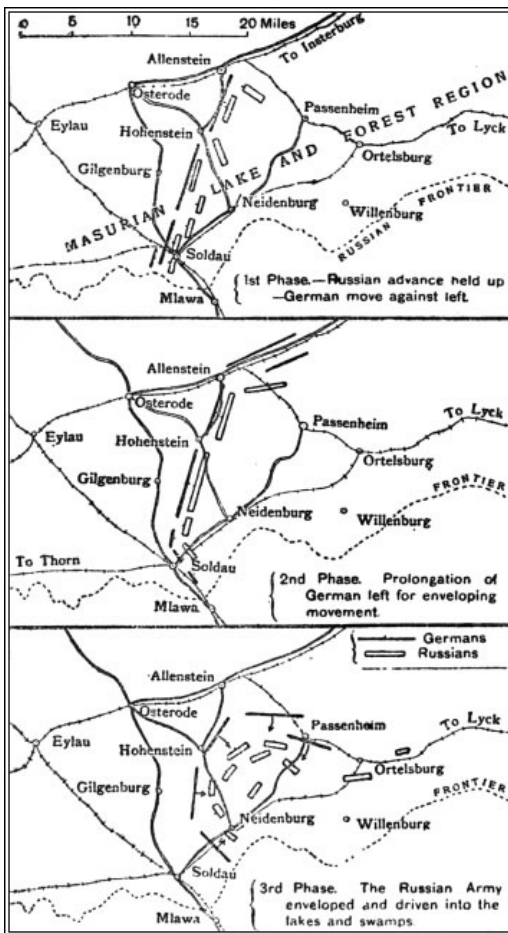 0 10 20 Miles
Allenstein
To Insterburg
Osterode
Passenheim
Eylau
Hohenstein
To Lyck
Gilgenburg
Ortelsburg
MASURIAN LAKE AND FOREST REGION
Neidenburg
Willenburg
RUSSIAN FRONTIER
Soldau
Mlawa
1st Phase.—Russian advance held up
—German move against left.
Allenstein
Osterode
Passenheim
To Lyck
Eylau
Hohenstein
Ortelsburg
Gilgenburg
FRONTIER
Neidenburg
Willenburg
To Thorn
Soldau
Mlawa
2nd Phase. Prolongation of
German left for enveloping
movement.
Germans
Russians
Allenstein
Osterode
Passenheim
To Lyck
Eylau
Hohenstein
Ortelsburg
Gilgenburg
FRONTIER
Neidenburg
Willenburg
Soldau
Mlawa
3rd Phase. The Russian Army
enveloped and driven into the
lakes and swamps.